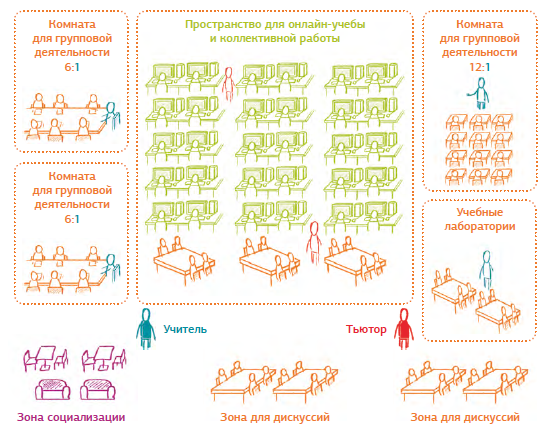 Комната
для групповой
деятельности
6:1
Пространство для онлайн-учебы
и коллективной работы
Комната
для групповой
деятельности
12:1
Комната
для групповой
деятельности
6:1
Учебные
лаборатории
Учитель
Тьютор
Зона социализации
Зона для дискуссий
Зона для дискуссий